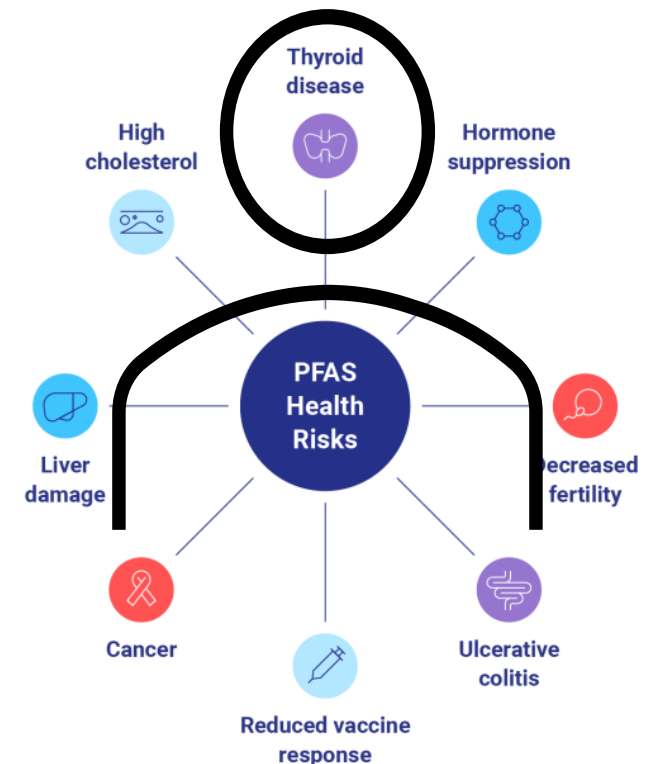 Thyroid
disease
High
cholesterol
Hormone
suppression
PFAS
Health
Risks
Liver
damage
Decreased
fertility
Cancer
Ulcerative
colitis
Reduced vaccine
response